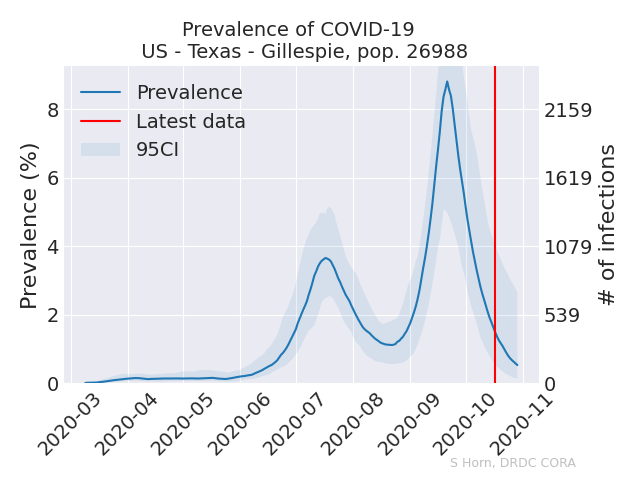 Prevalence of COVID-19
US - Texas - Gillespie, pop. 26988
Prevalence
Latest data
95CI
Prevalence (%)
8
6
4
2
0
2159
1619
1079
539
0
# of infections
2020-03
2020-04
2020-05
2020-06
2020-07
2020-08
2020-09
2020-10
2020-11
S Horn, DRDC CORA